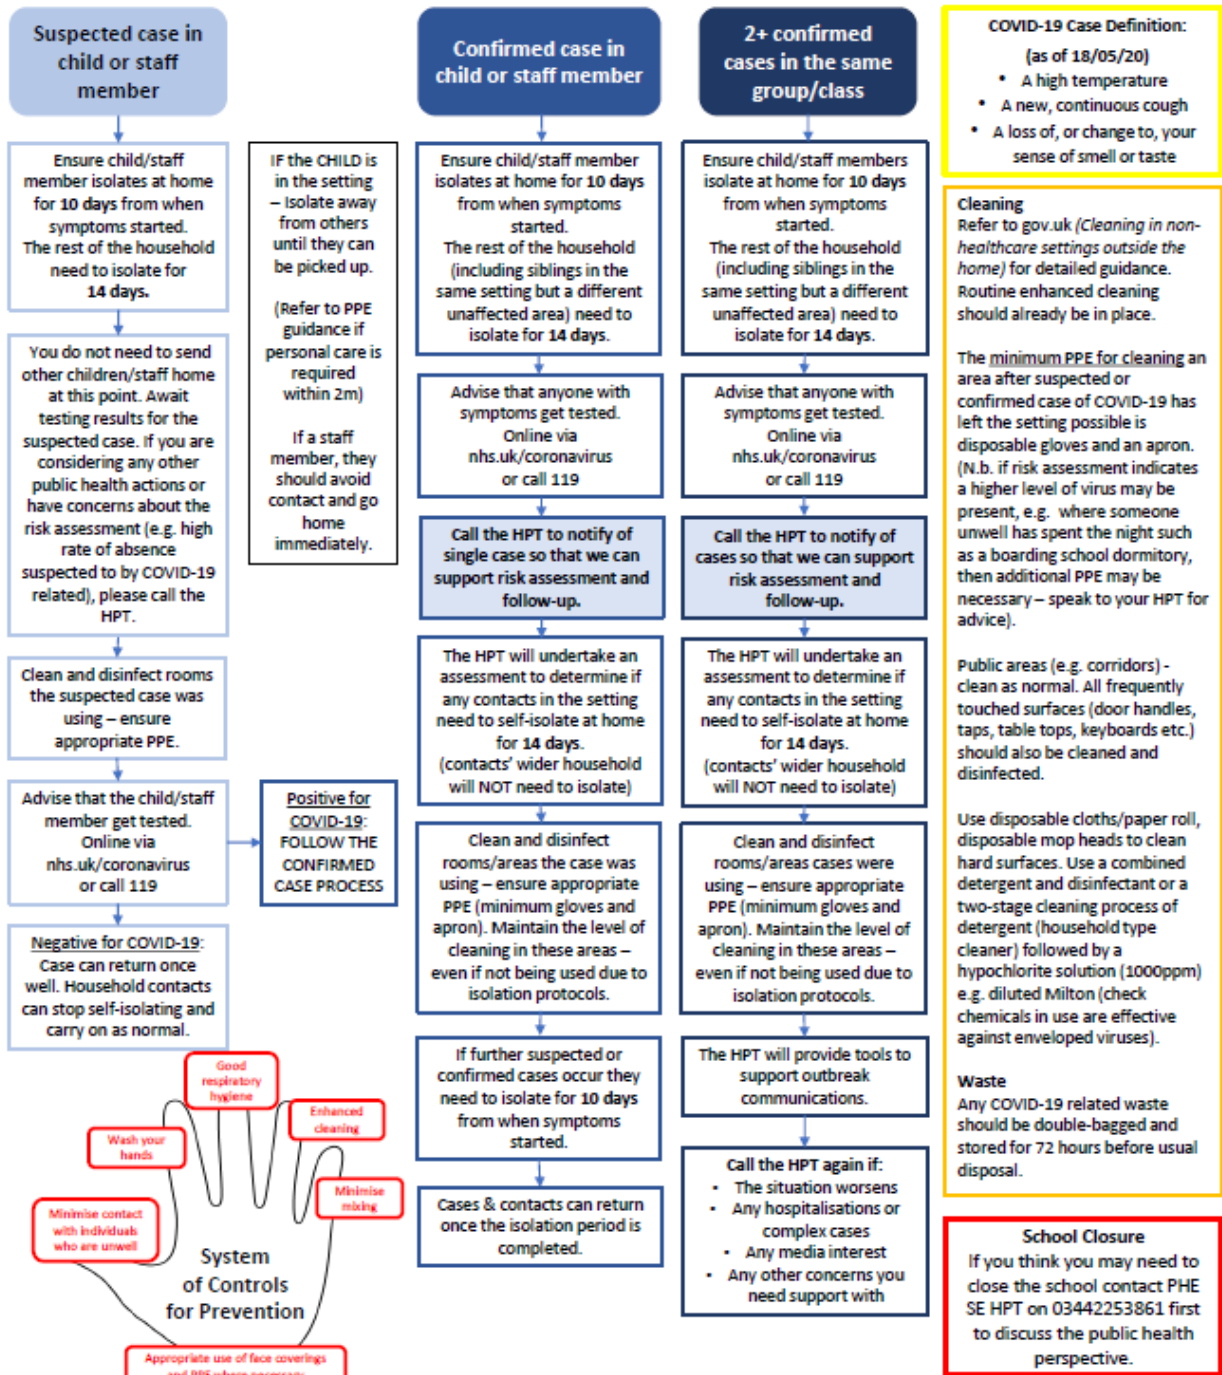 Suspected case in
child or staff
member
Ensure child/staff
member isolates at home
for 10 days from when
symptoms started.
The rest of the household
need to isolate for
14 days.
You do not need to send
other children/staff home
at this point. Await
testing results for the
suspected case. If you are
considering any other
public health actions or
have concerns about the
risk assessment (e.g. high
rate of absence
suspected to by COVID-19
related), please call the
HPT.
Clean and disinfect rooms
the suspected case was
using – ensure
appropriate PPE.
Advise that the child/staff
member get tested.
Online via
nhs.uk/coronavirus
or call 119
Negative for COVID-19:
Case can return once
well. Household contacts
can stop self-isolating and
carry on as normal.
IF the CHILD is
in the setting
– Isolate away
from others
until they can
be picked up.
(Refer to PPE
guidance if
personal care is
required
within 2m)
If a staff
member, they
should avoid
contact and go
home
immediately.
Positive for
COVID-19:
FOLLOW THE
CONFIRMED
CASE PROCESS
Confirmed case in
child or staff member
Ensure child/staff member
isolates at home for 10 days
from when symptoms
started.
The rest of the household
(including siblings in the
same setting but a different
unaffected area) need to
isolate for 14 days.
Advise that anyone with
symptoms get tested.
Online via
nhs.uk/coronavirus
or call 119
Call the HPT to notify of
single case so that we can
support risk assessment and
follow-up.
The HPT will undertake an
assessment to determine if
any contacts in the setting
need to self-isolate at home
for 14 days.
(contacts' wider household
will NOT need to isolate)
Clean and disinfect
rooms/areas the case was
using – ensure appropriate
PPE (minimum gloves and
apron). Maintain the level of
cleaning in these areas –
even if not being used due to
isolation protocols.
If further suspected or
confirmed cases occur they
need to isolate for 10 days
from when symptoms
started.
Cases & contacts can return
once the isolation period is
completed.
2+ confirmed
cases in the same
group/class
Ensure child/staff members
isolate at home for 10 days
from when symptoms
started.
The rest of the household
(including siblings in the
same setting but a different
unaffected area) need to
isolate for 14 days.
Advise that anyone with
symptoms get tested.
Online via
nhs.uk/coronavirus
or call 119
Call the HPT to notify of
cases so that we can support
risk assessment and
follow-up.
The HPT will undertake an
assessment to determine if
any contacts in the setting
need to self-isolate at home
for 14 days.
(contacts' wider household
will NOT need to isolate)
Clean and disinfect
rooms/areas cases were
using – ensure appropriate
PPE (minimum gloves and
apron). Maintain the level of
cleaning in these areas –
even if not being used due to
isolation protocols.
The HPT will provide tools to
support outbreak
communications.
Call the HPT again if:
• The situation worsens
• Any hospitalisations or
complex cases
• Any media interest
• Any other concerns you
need support with
COVID-19 Case Definition:
(as of 18/05/20)
• A high temperature
• A new, continuous cough
• A loss of, or change to, your
sense of smell or taste
Cleaning
Refer to gov.uk (Cleaning in non-
healthcare settings outside the
home) for detailed guidance.
Routine enhanced cleaning
should already be in place.
The minimum PPE for cleaning an
area after suspected or
confirmed case of COVID-19 has
left the setting possible is
disposable gloves and an apron.
(N.b. if risk assessment indicates
a higher level of virus may be
present, e.g. where someone
unwell has spent the night such
as a boarding school dormitory,
then additional PPE may be
necessary – speak to your HPT for
advice).
Public areas (e.g. corridors) -
clean as normal. All frequently
touched surfaces (door handles,
taps, table tops, keyboards etc.)
should also be cleaned and
disinfected.
Use disposable cloths/paper roll,
disposable mop heads to clean
hard surfaces. Use a combined
detergent and disinfectant or a
two-stage cleaning process of
detergent (household type
cleaner) followed by a
hypochlorite solution (1000ppm)
e.g. diluted Milton (check
chemicals in use are effective
against enveloped viruses).
Waste
Any COVID-19 related waste
should be double-bagged and
stored for 72 hours before usual
disposal.
School Closure
If you think you may need to
close the school contact PHE
SE HPT on 03442253861 first
to discuss the public health
perspective.
Good
respiratory
hygiene
Enhanced
cleaning
Wash your
hands
Minimise
mixing
Minimise contact
with individuals
who are unwell
System
of Controls
for Prevention
Appropriate use of face coverings
and PPE where necessary